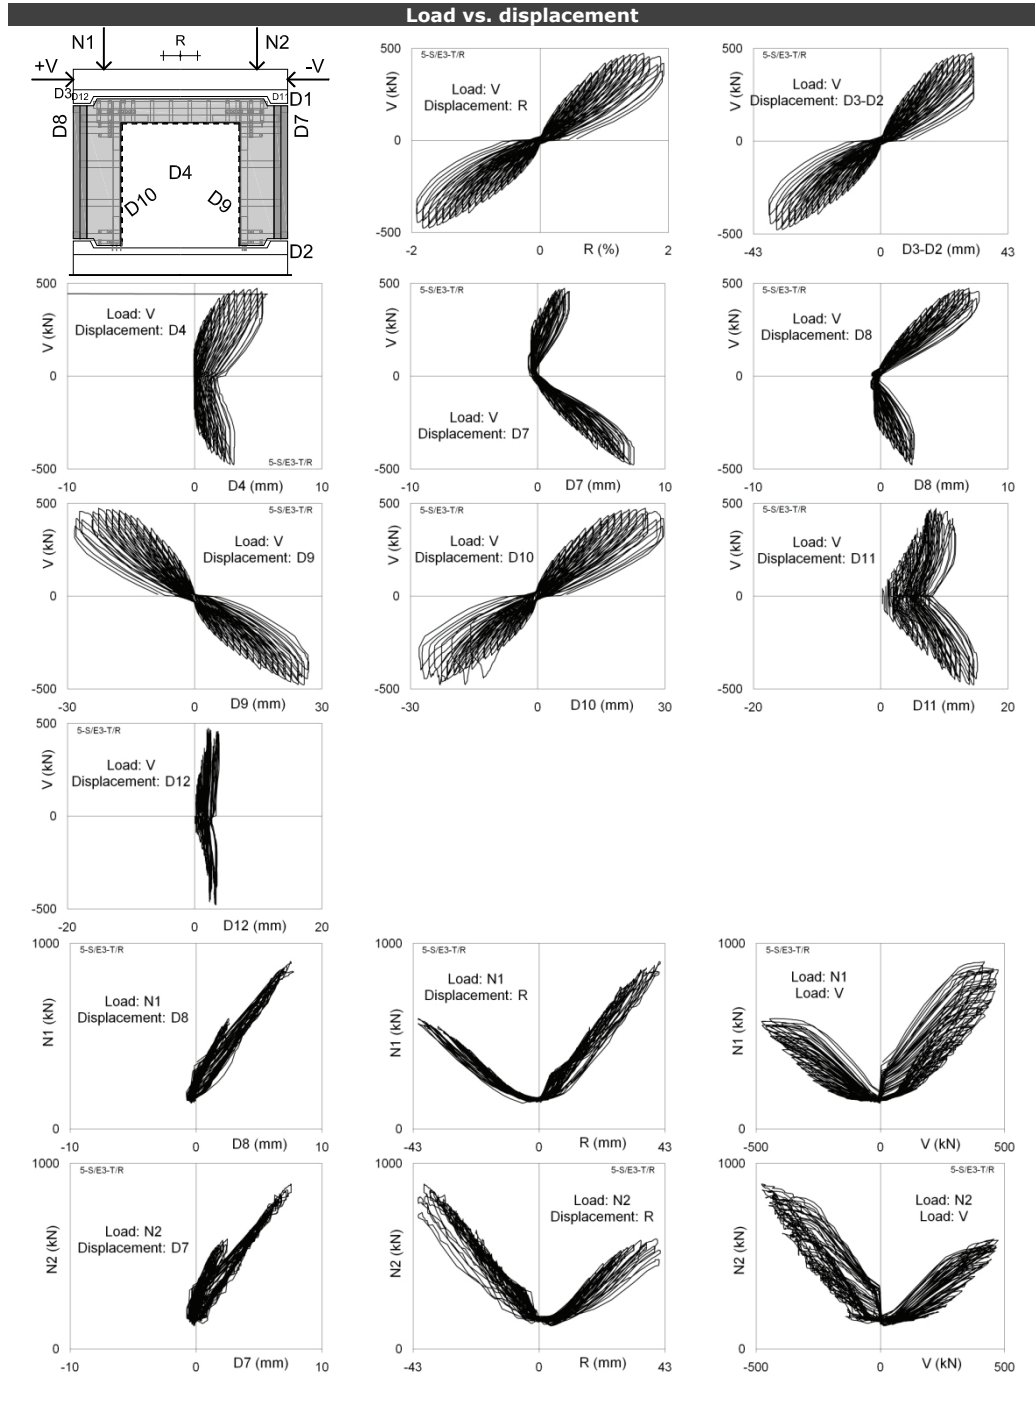 Load vs. displacement
N1
R
N2
+V
-V
D3
D12
D11
D1
D8
D7
D4
D10
D9
D2
5-S/E3-T/R
Load: V
Displacement: R
V (kN)
500
0
-500
-2
0
2
R (%)
5-S/E3-T/R
Load: V
Displacement: D3-D2
V (kN)
500
0
-500
-43
0
D3-D2 (mm)
43
500
Load: V
Displacement: D4
V (kN)
0
-500
5-S/E3-T/R
-10
0
D4 (mm)
10
500
5-S/E3-T/R
V (kN)
0
Load: V
Displacement: D7
-500
-10
0
D7 (mm)
10
500
5-S/E3-T/R
Load: V
Displacement: D8
V (kN)
0
-500
-10
0
D8 (mm)
10
500
5-S/E3-T/R
Load: V
Displacement: D9
V (kN)
0
-500
-30
0
D9 (mm)
30
500
5-S/E3-T/R
Load: V
Displacement: D10
V (kN)
0
-500
-30
0
D10 (mm)
30
500
5-S/E3-T/R
Load: V
Displacement: D11
V (kN)
0
-500
-20
0
D11 (mm)
20
500
5-S/E3-T/R
Load: V
Displacement: D12
V (kN)
0
-500
-20
0
D12 (mm)
20
1000
5-S/E3-T/R
Load: N1
Displacement: D8
N1 (kN)
0
-10
0
D8 (mm)
10
1000
5-S/E3-T/R
Load: N1
Displacement: R
N1 (kN)
0
-43
0
R (mm)
43
1000
5-S/E3-T/R
Load: N1
Load: V
N1 (kN)
0
-500
0
V (kN)
500
1000
5-S/E3-T/R
Load: N2
Displacement: D7
N2 (kN)
0
-10
0
D7 (mm)
10
1000
5-S/E3-T/R
Load: N2
Displacement: R
N2 (kN)
0
-43
0
R (mm)
43
1000
5-S/E3-T/R
Load: N2
Load: V
N2 (kN)
0
-500
0
V (kN)
500